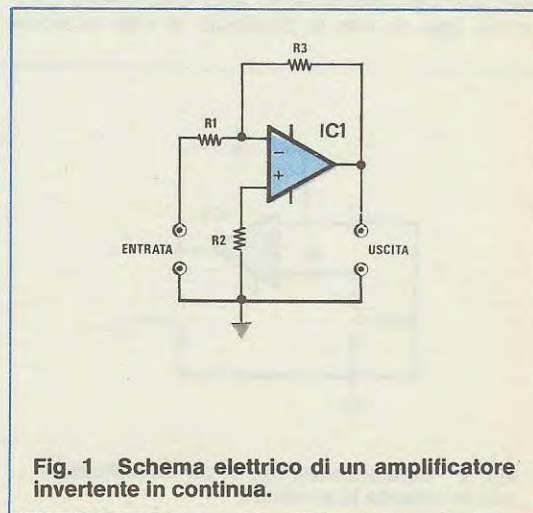 R3
R1
IC1
-
+
ENTRATA
R2
USCITA
Fig. 1 Schema elettrico di un amplificatore
invertente in continua.